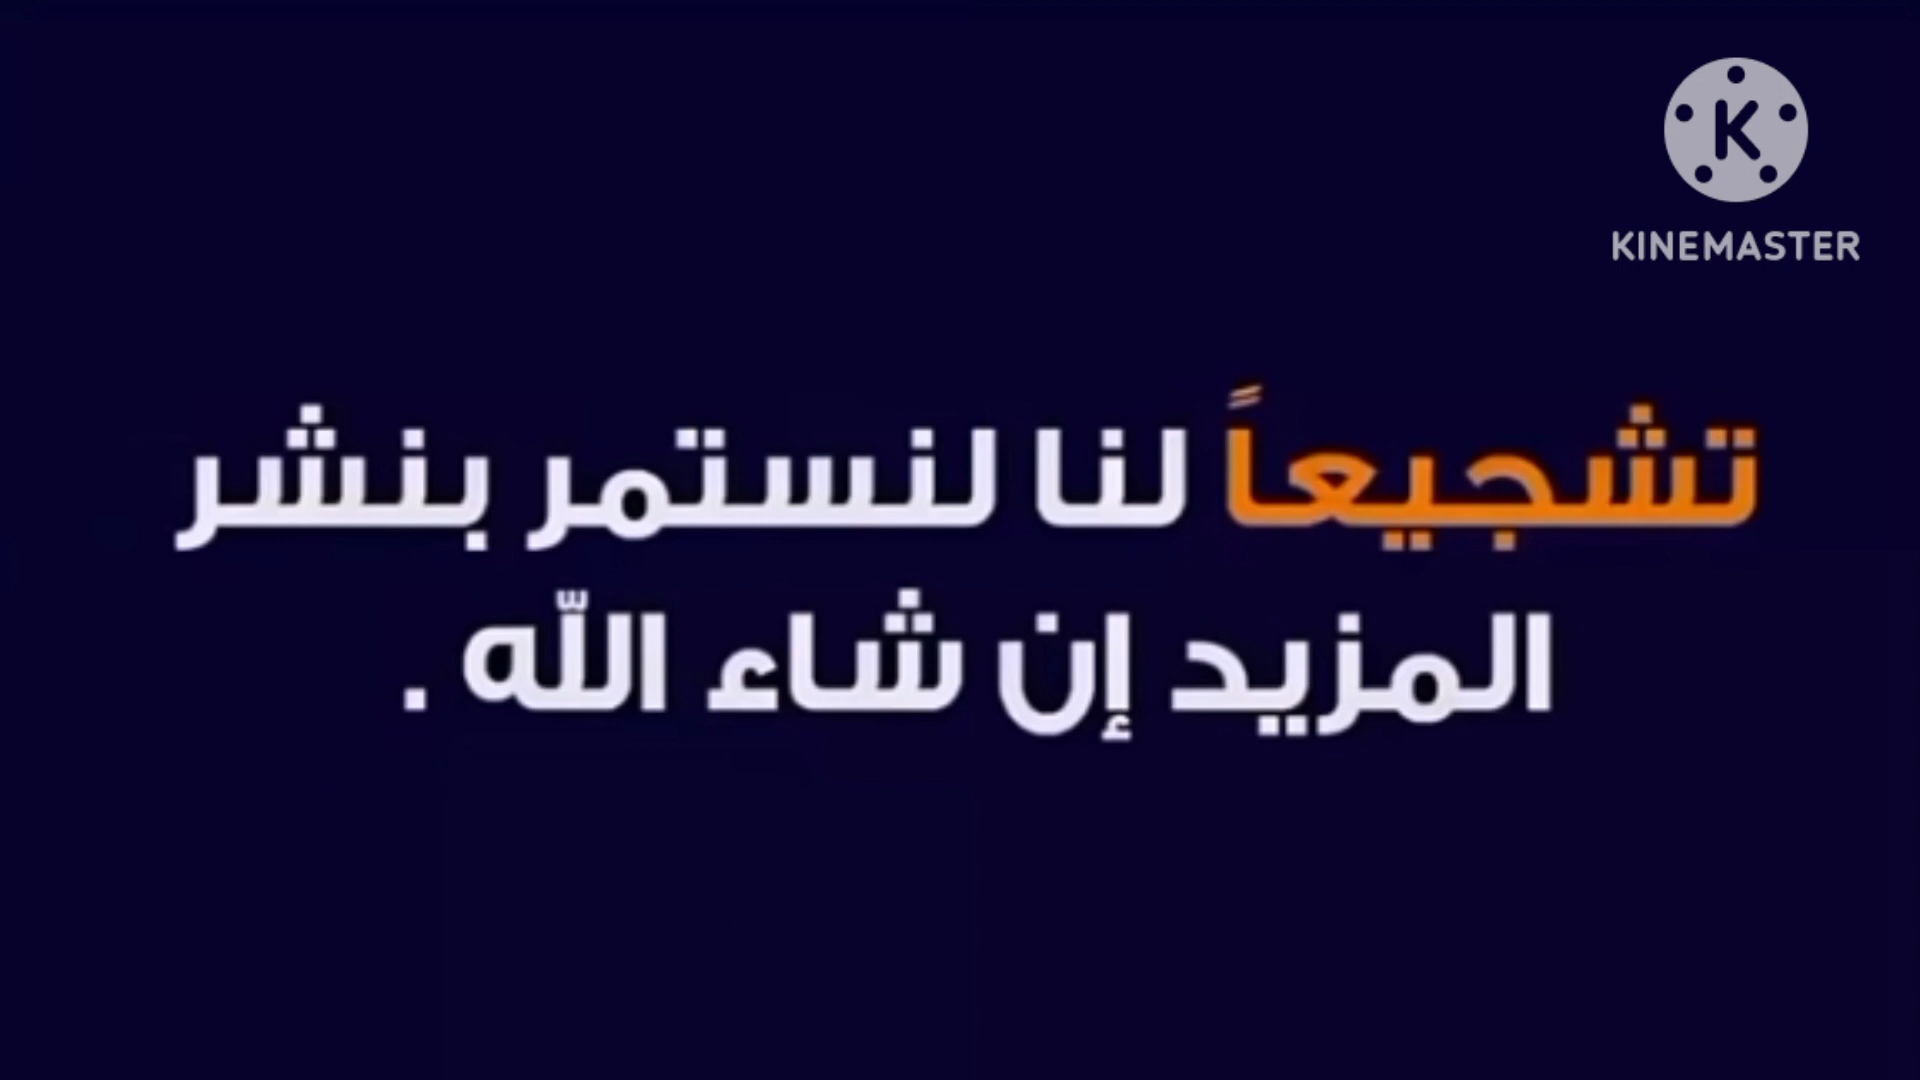 KINEMASTER
تشجيعاً لنا لنستمر بنشر
المزيد إن شاء اللّه .